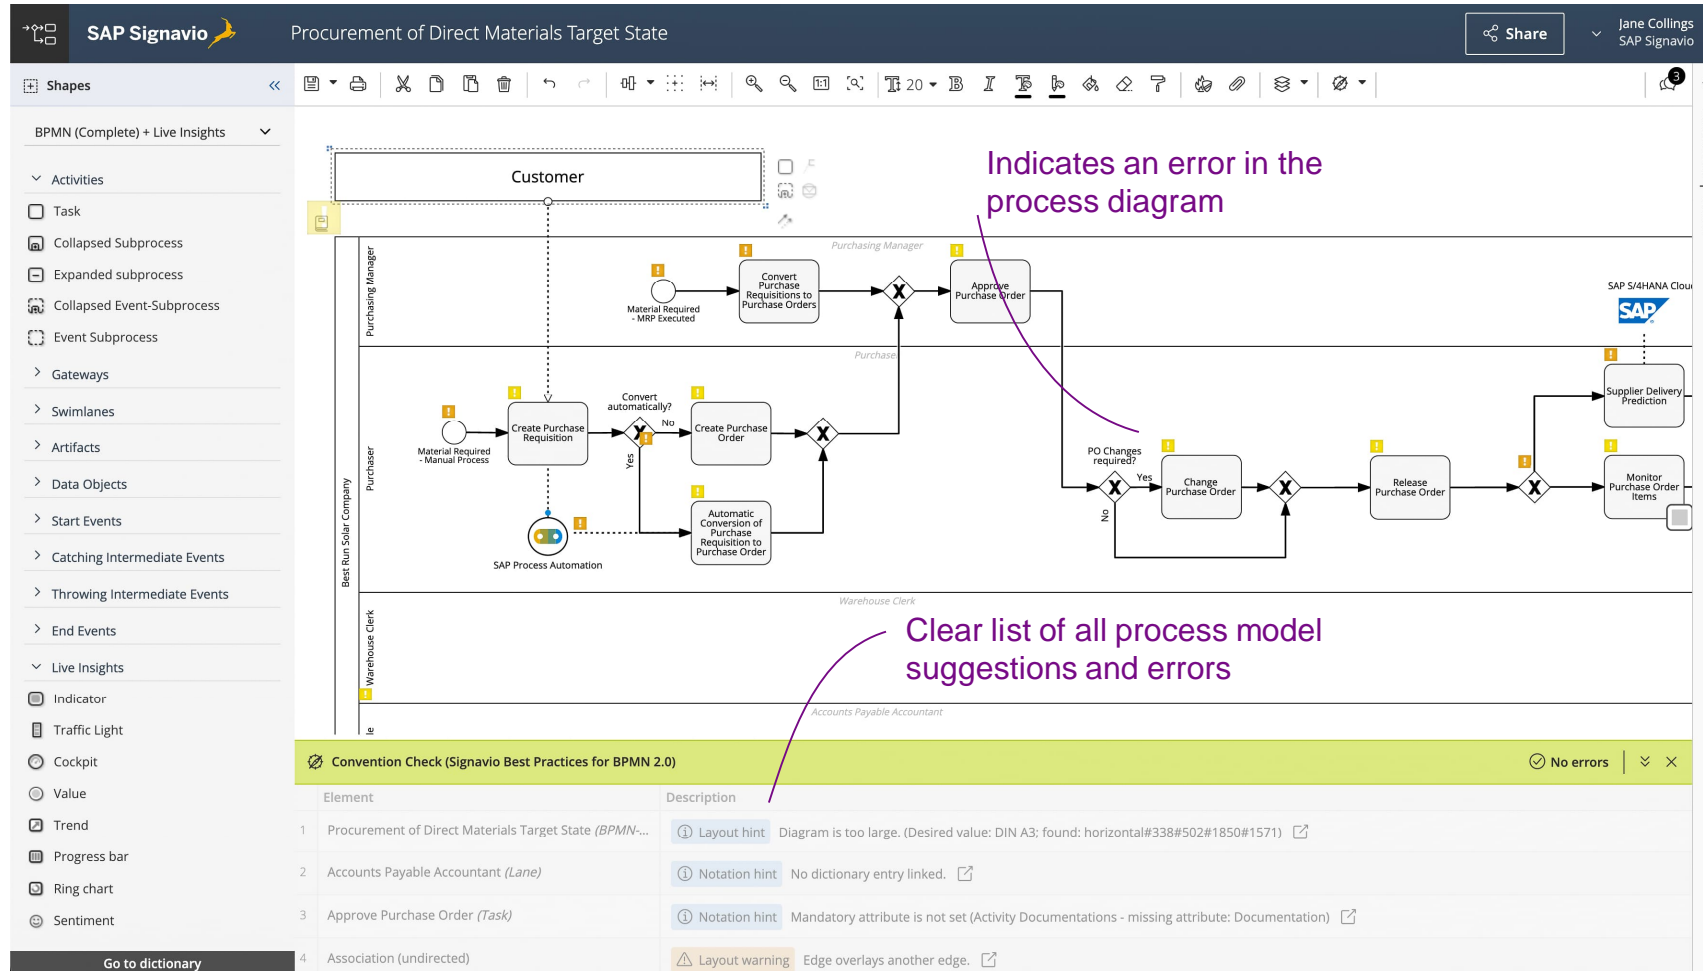 SAP Signavio
Procurement of Direct Materials Target State
Share
Jane Collings
SAP Signavio
Shapes
20
3
BPMN (Complete) + Live Insights
Activities
Task
Collapsed Subprocess
Expanded subprocess
Collapsed Event-Subprocess
Event Subprocess
Gateways
Swimlanes
Artifacts
Data Objects
Start Events
Catching Intermediate Events
Throwing Intermediate Events
End Events
Live Insights
Indicator
Traffic Light
Cockpit
Value
Trend
Progress bar
Ring chart
Sentiment
Go to dictionary
Customer
Indicates an error in the
process diagram
Best Run Solar Company
Purchasing Manager
Purchasing Manager
Material Required
- MRP Executed
Convert
Purchase
Requisitions to
Purchase Orders
Approve
Purchase Order
SAP S/4HANA Clou
SAP
Purchaser
Purchase
Material Required
- Manual Process
Create Purchase
Requisition
Convert
automatically?
No
Yes
Create Purchase
Order
Automatic
Conversion of
Purchase
Requisition to
Purchase Order
SAP Process Automation
PO Changes
required?
Yes
No
Change
Purchase Order
Release
Purchase Order
Supplier Delivery
Prediction
Monitor
Purchase Order
Items
Warehouse Clerk
Warehouse Clerk
Clear list of all process model
suggestions and errors
Accounts Payable Accountant
le
Convention Check (Signavio Best Practices for BPMN 2.0)
No errors
Element
Description
1 Procurement of Direct Materials Target State (BPMN-... Layout hint Diagram is too large. (Desired value: DIN A3; found: horizontal#338#502#1850#1571)
2 Accounts Payable Accountant (Lane) Notation hint No dictionary entry linked.
3 Approve Purchase Order (Task) Notation hint Mandatory attribute is not set (Activity Documentations - missing attribute: Documentation)
4 Association (undirected) Layout warning Edge overlays another edge.